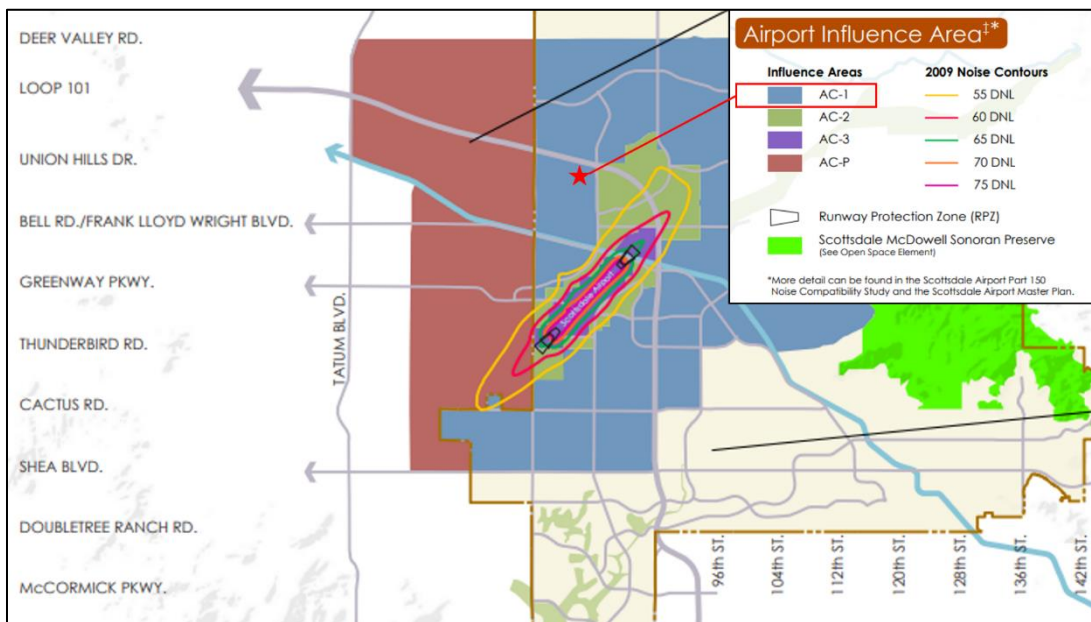 DEER VALLEY RD.
LOOP 101
UNION HILLS DR.
BELL RD./FRANK LLOYD WRIGHT BLVD.
GREENWAY PKWY.
THUNDERBIRD RD.
CACTUS RD.
SHEA BLVD.
DOUBLETREE RANCH RD.
McCORMICK PKWY.
TATUM BLVD.
Scottsdale Airport
Airport Influence Area‡*
Influence Areas
AC-1
AC-2
AC-3
AC-P
2009 Noise Contours
55 DNL
60 DNL
65 DNL
70 DNL
75 DNL
Runway Protection Zone (RPZ)
Scottsdale McDowell Sonoran Preserve
(See Open Space Element)
*More detail can be found in the Scottsdale Airport Part 150
Noise Compatibility Study and the Scottsdale Airport Master Plan.
96th ST.
104th ST.
112th ST.
120th ST.
128th ST.
136th ST.
142th ST.